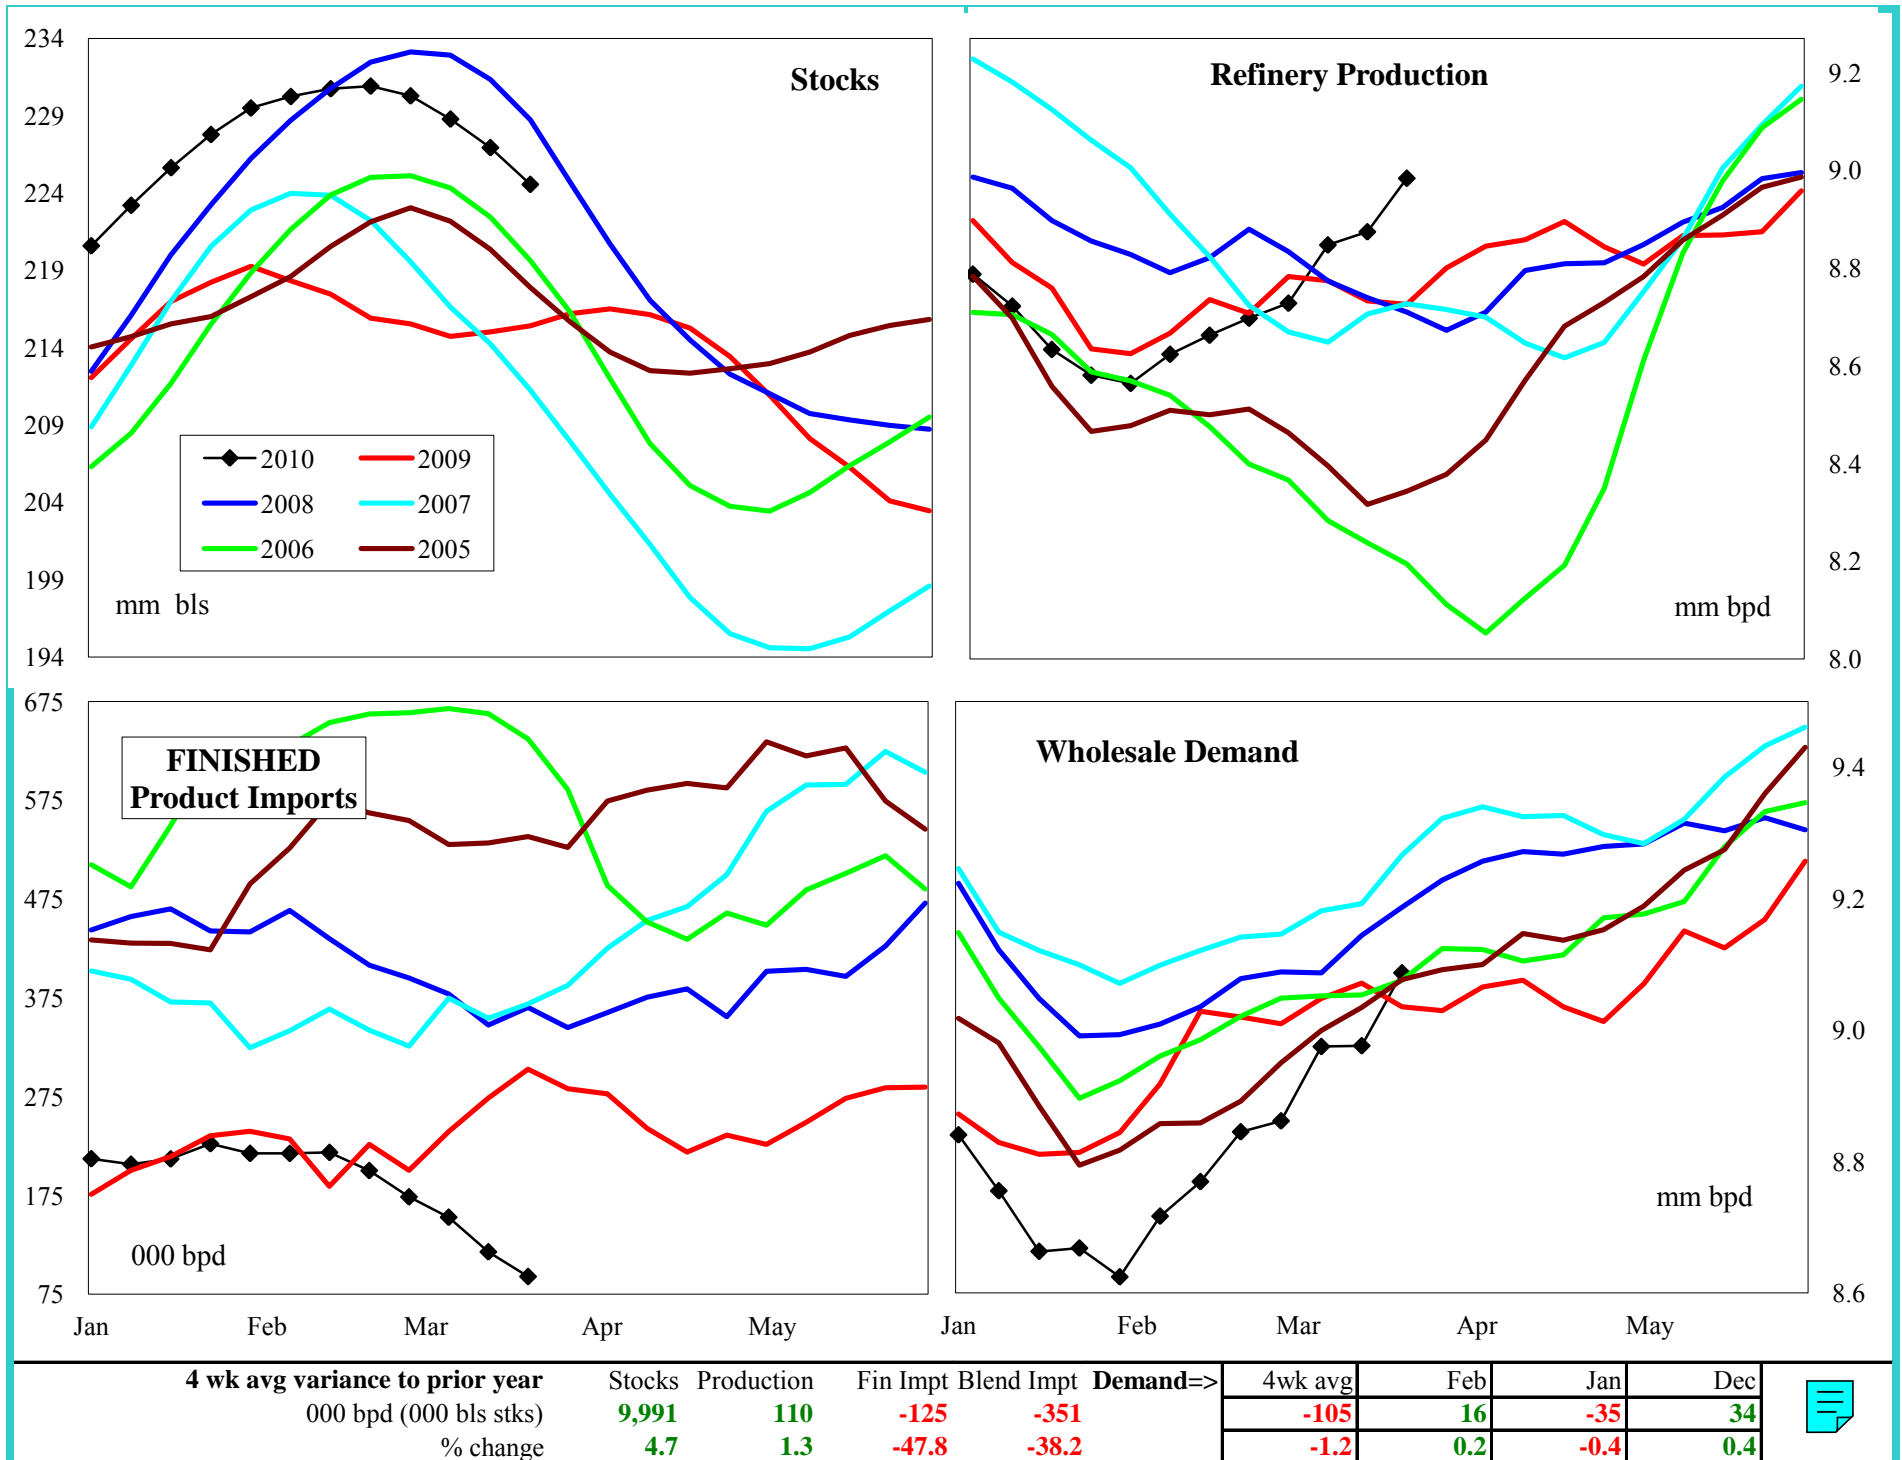 Stocks
234
229
224
219
214
209
204
199
194
2010 2009
2008 2007
2006 2005
mm bls
Refinery Production
9.2
9.0
8.8
8.6
8.4
8.2
8.0
mm bpd
FINISHED
Product Imports
675
575
475
375
275
175
75
000 bpd
Jan Feb Mar Apr May
Wholesale Demand
9.4
9.2
9.0
8.8
8.6
mm bpd
Jan Feb Mar Apr May
4 wk avg variance to prior year Stocks Production Fin Impt Blend Impt Demand=> 4wk avg Feb Jan Dec
000 bpd (000 bls stks) 9,991 110 -125 -351 -105 16 -35 34
% change 4.7 1.3 -47.8 -38.2 -1.2 0.2 -0.4 0.4